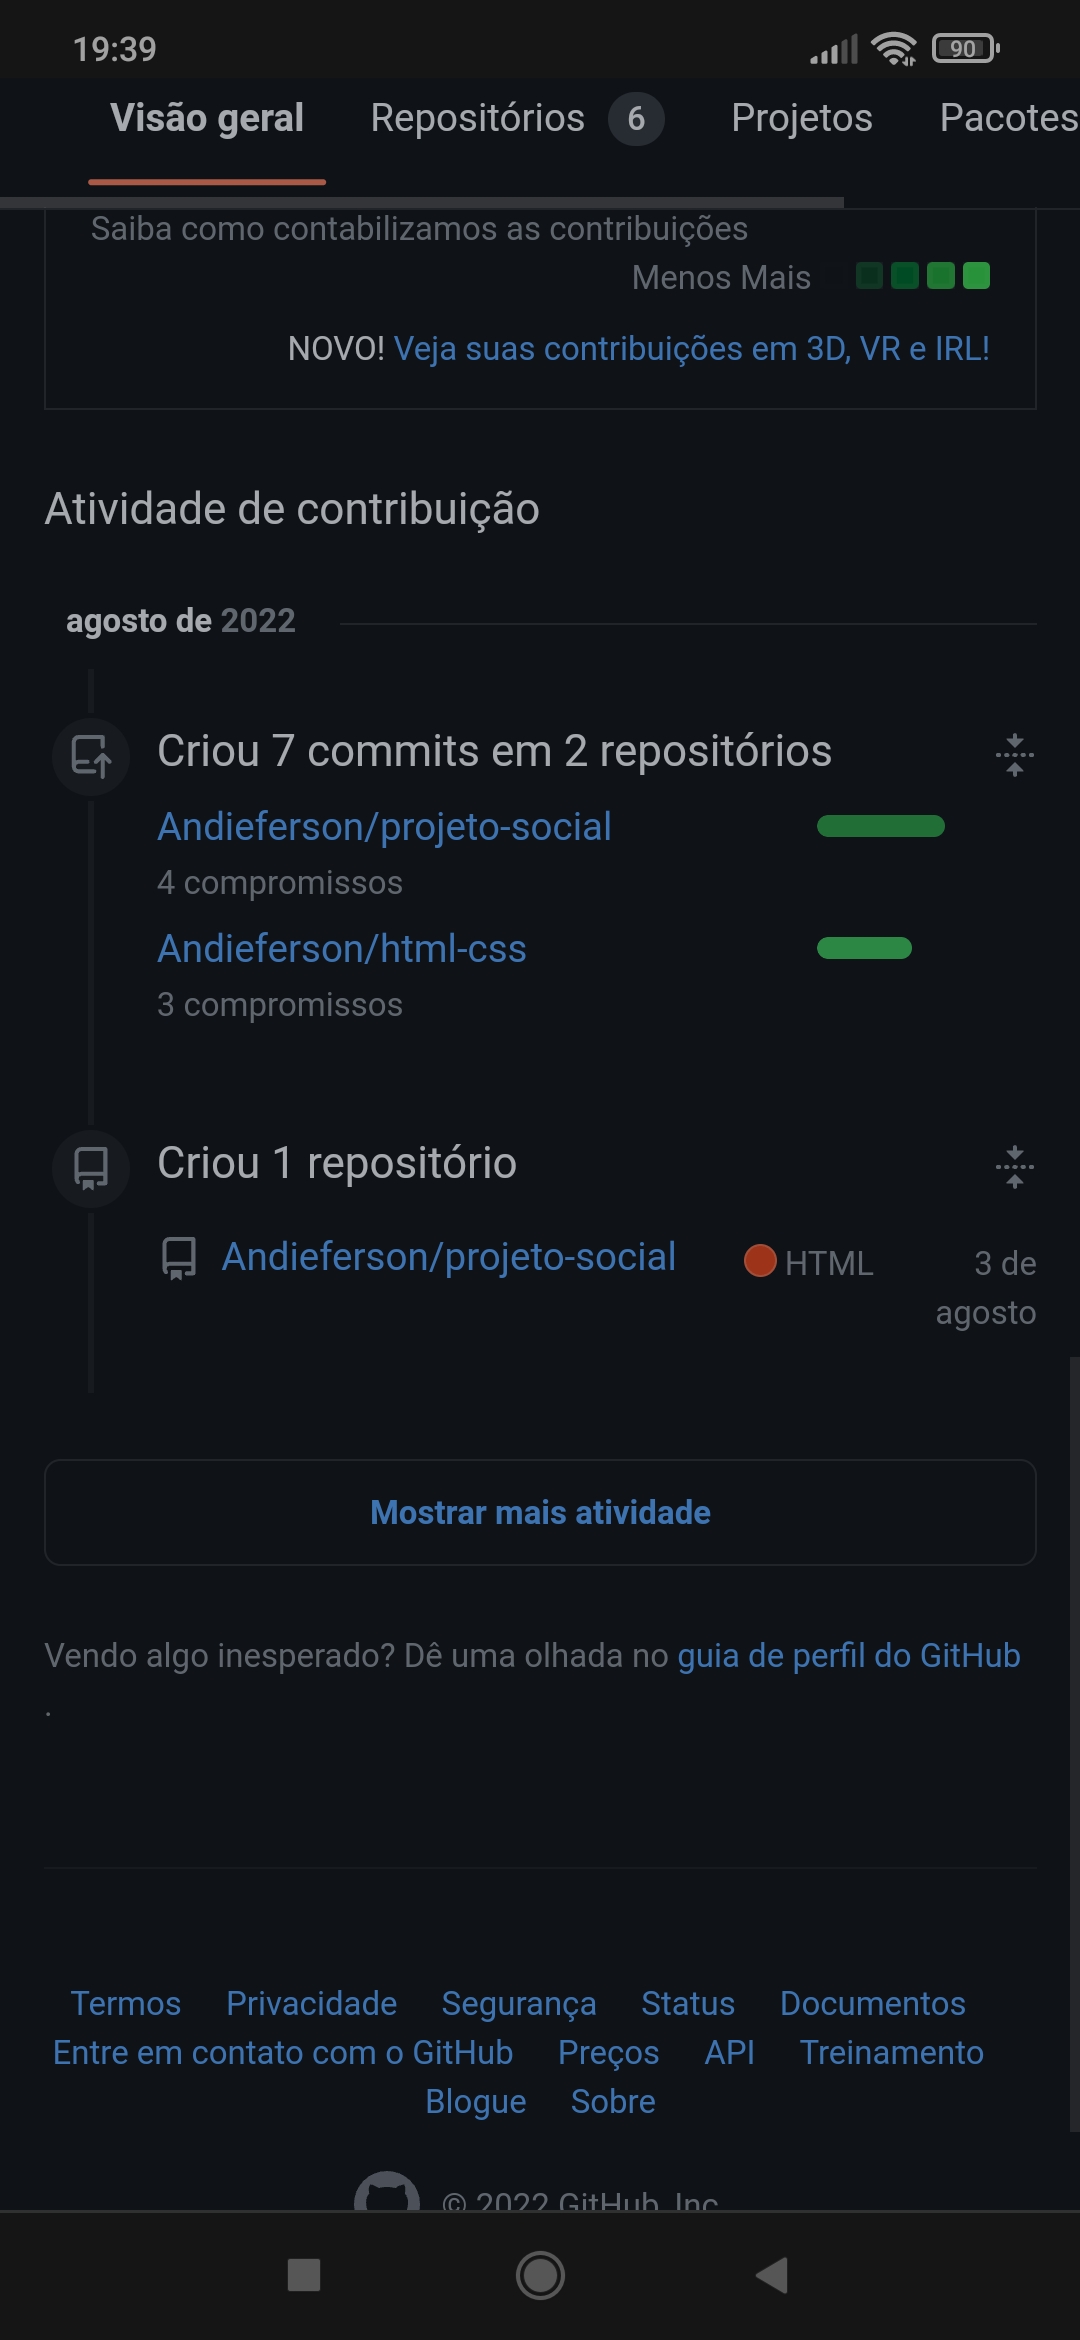 19:39
90
Visão geral Repositórios 6 Projetos Pacotes
Saiba como contabilizamos as contribuições
Menos Mais
NOVO! Veja suas contribuições em 3D, VR e IRL!
Atividade de contribuição
agosto de 2022
Criou 7 commits em 2 repositórios
Andieferson/projeto-social
4 compromissos
Andieferson/html-css
3 compromissos
Criou 1 repositório
Andieferson/projeto-social HTML 3 de
agosto
Mostrar mais atividade
Vendo algo inesperado? Dê uma olhada no guia de perfil do GitHub
.
Termos Privacidade Segurança Status Documentos
Entre em contato com o GitHub Preços API Treinamento
Blogue Sobre
© 2022 GitHub, Inc.